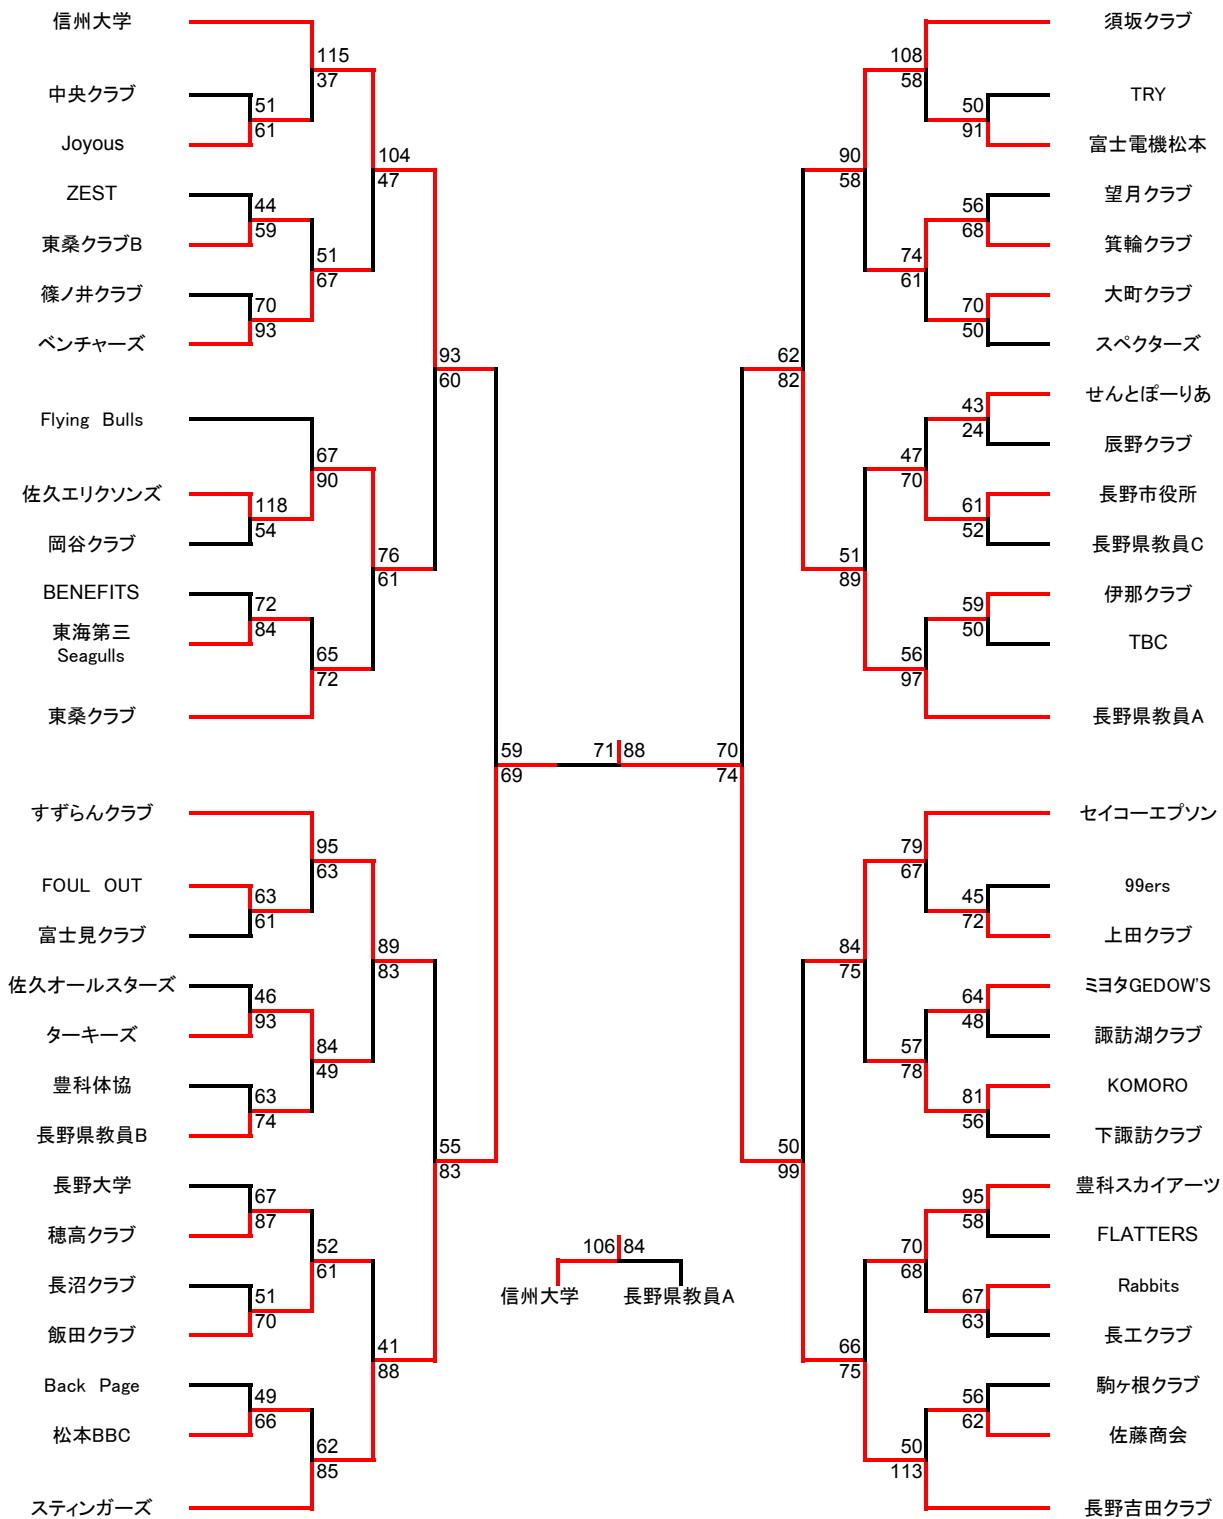 信州大学
115
37
中央クラブ
51
61
Joyous
104
47
ZEST
44
59
東桑クラブB
51
67
篠ノ井クラブ
70
93
ベンチャーズ
93
60
Flying Bulls
67
90
佐久エリクソンズ
118
54
岡谷クラブ
76
61
BENEFITS
72
84
東海第三
Seagulls
65
72
東桑クラブ
59
69
すずらんクラブ
95
63
FOUL OUT
63
61
富士見クラブ
89
83
佐久オールスターズ
46
93
ターキーズ
84
49
豊科体協
63
74
長野県教員B
55
83
長野大学
67
87
穂高クラブ
52
61
長沼クラブ
51
70
飯田クラブ
41
88
Back Page
49
66
松本BBC
62
85
スティンガーズ
71 88
106 84
信州大学 長野県教員A
須坂クラブ
108
58
TRY
50
91
富士電機松本
90
58
望月クラブ
56
68
箕輪クラブ
74
61
大町クラブ
70
50
スペクターズ
62
82
せんとぽーりあ
43
24
辰野クラブ
47
70
長野市役所
61
52
長野県教員C
51
89
伊那クラブ
59
50
TBC
56
97
長野県教員A
70
74
セイコーエプソン
79
67
99ers
45
72
上田クラブ
84
75
ミヨタGEDOW'S
64
48
諏訪湖クラブ
57
78
KOMORO
81
56
下諏訪クラブ
50
99
豊科スカイアーツ
95
58
FLATTERS
70
68
Rabbits
67
63
長工クラブ
66
75
駒ヶ根クラブ
56
62
佐藤商会
50
113
長野吉田クラブ